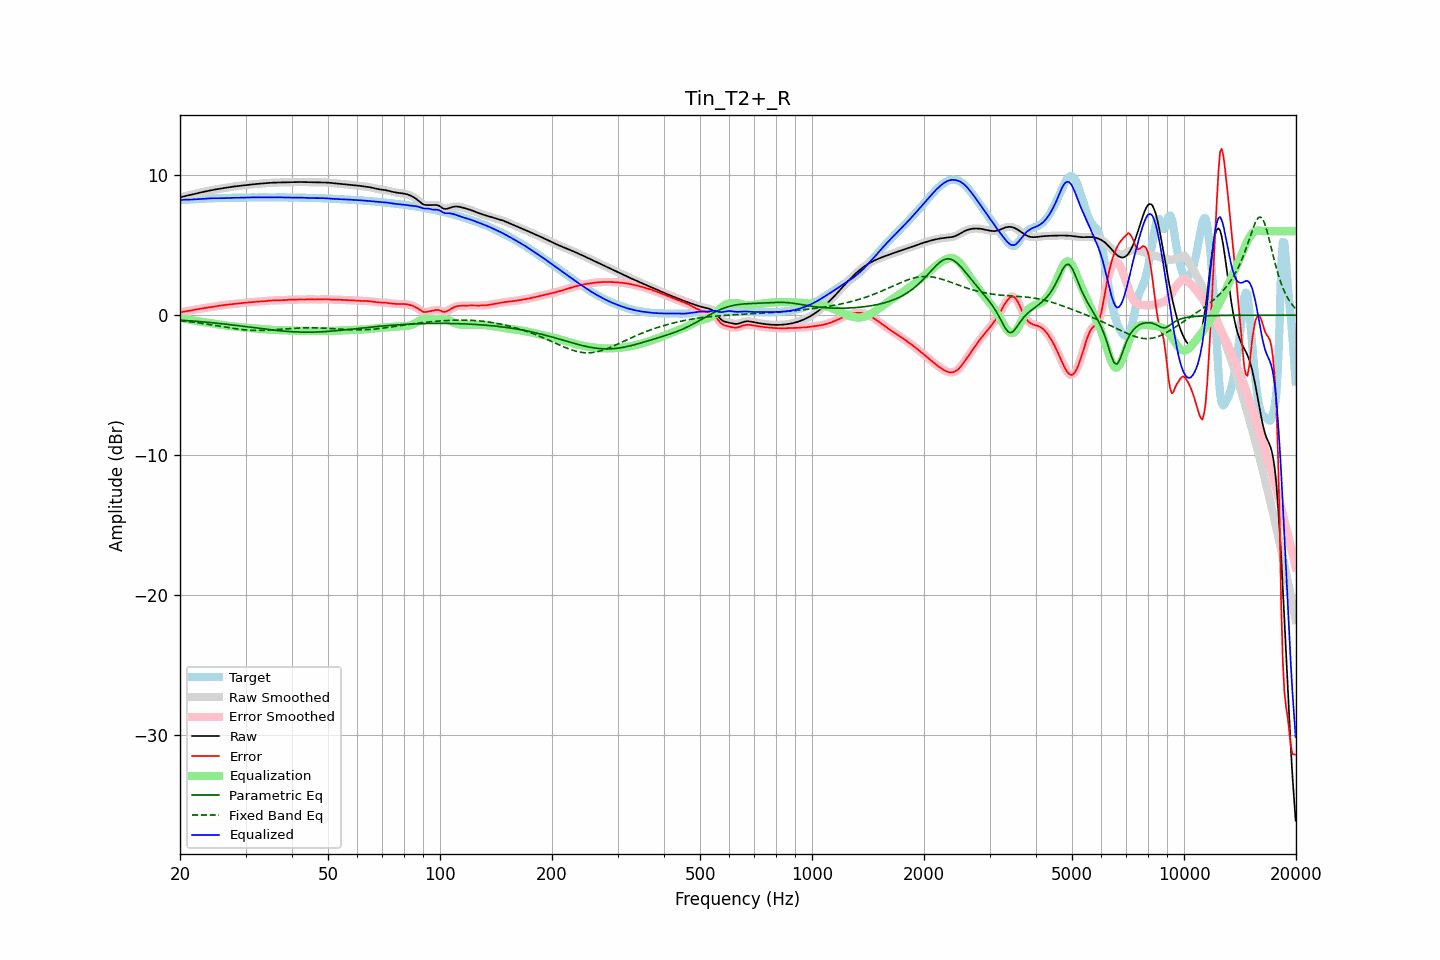 Tin_T2+_R
Amplitude (dBr)
10
0
−10
−20
−30
Target
Raw Smoothed
Error Smoothed
Raw
Error
Equalization
Parametric Eq
Fixed Band Eq
Equalized
20 50 100 200 500 1000 2000 5000 10000 20000
Frequency (Hz)